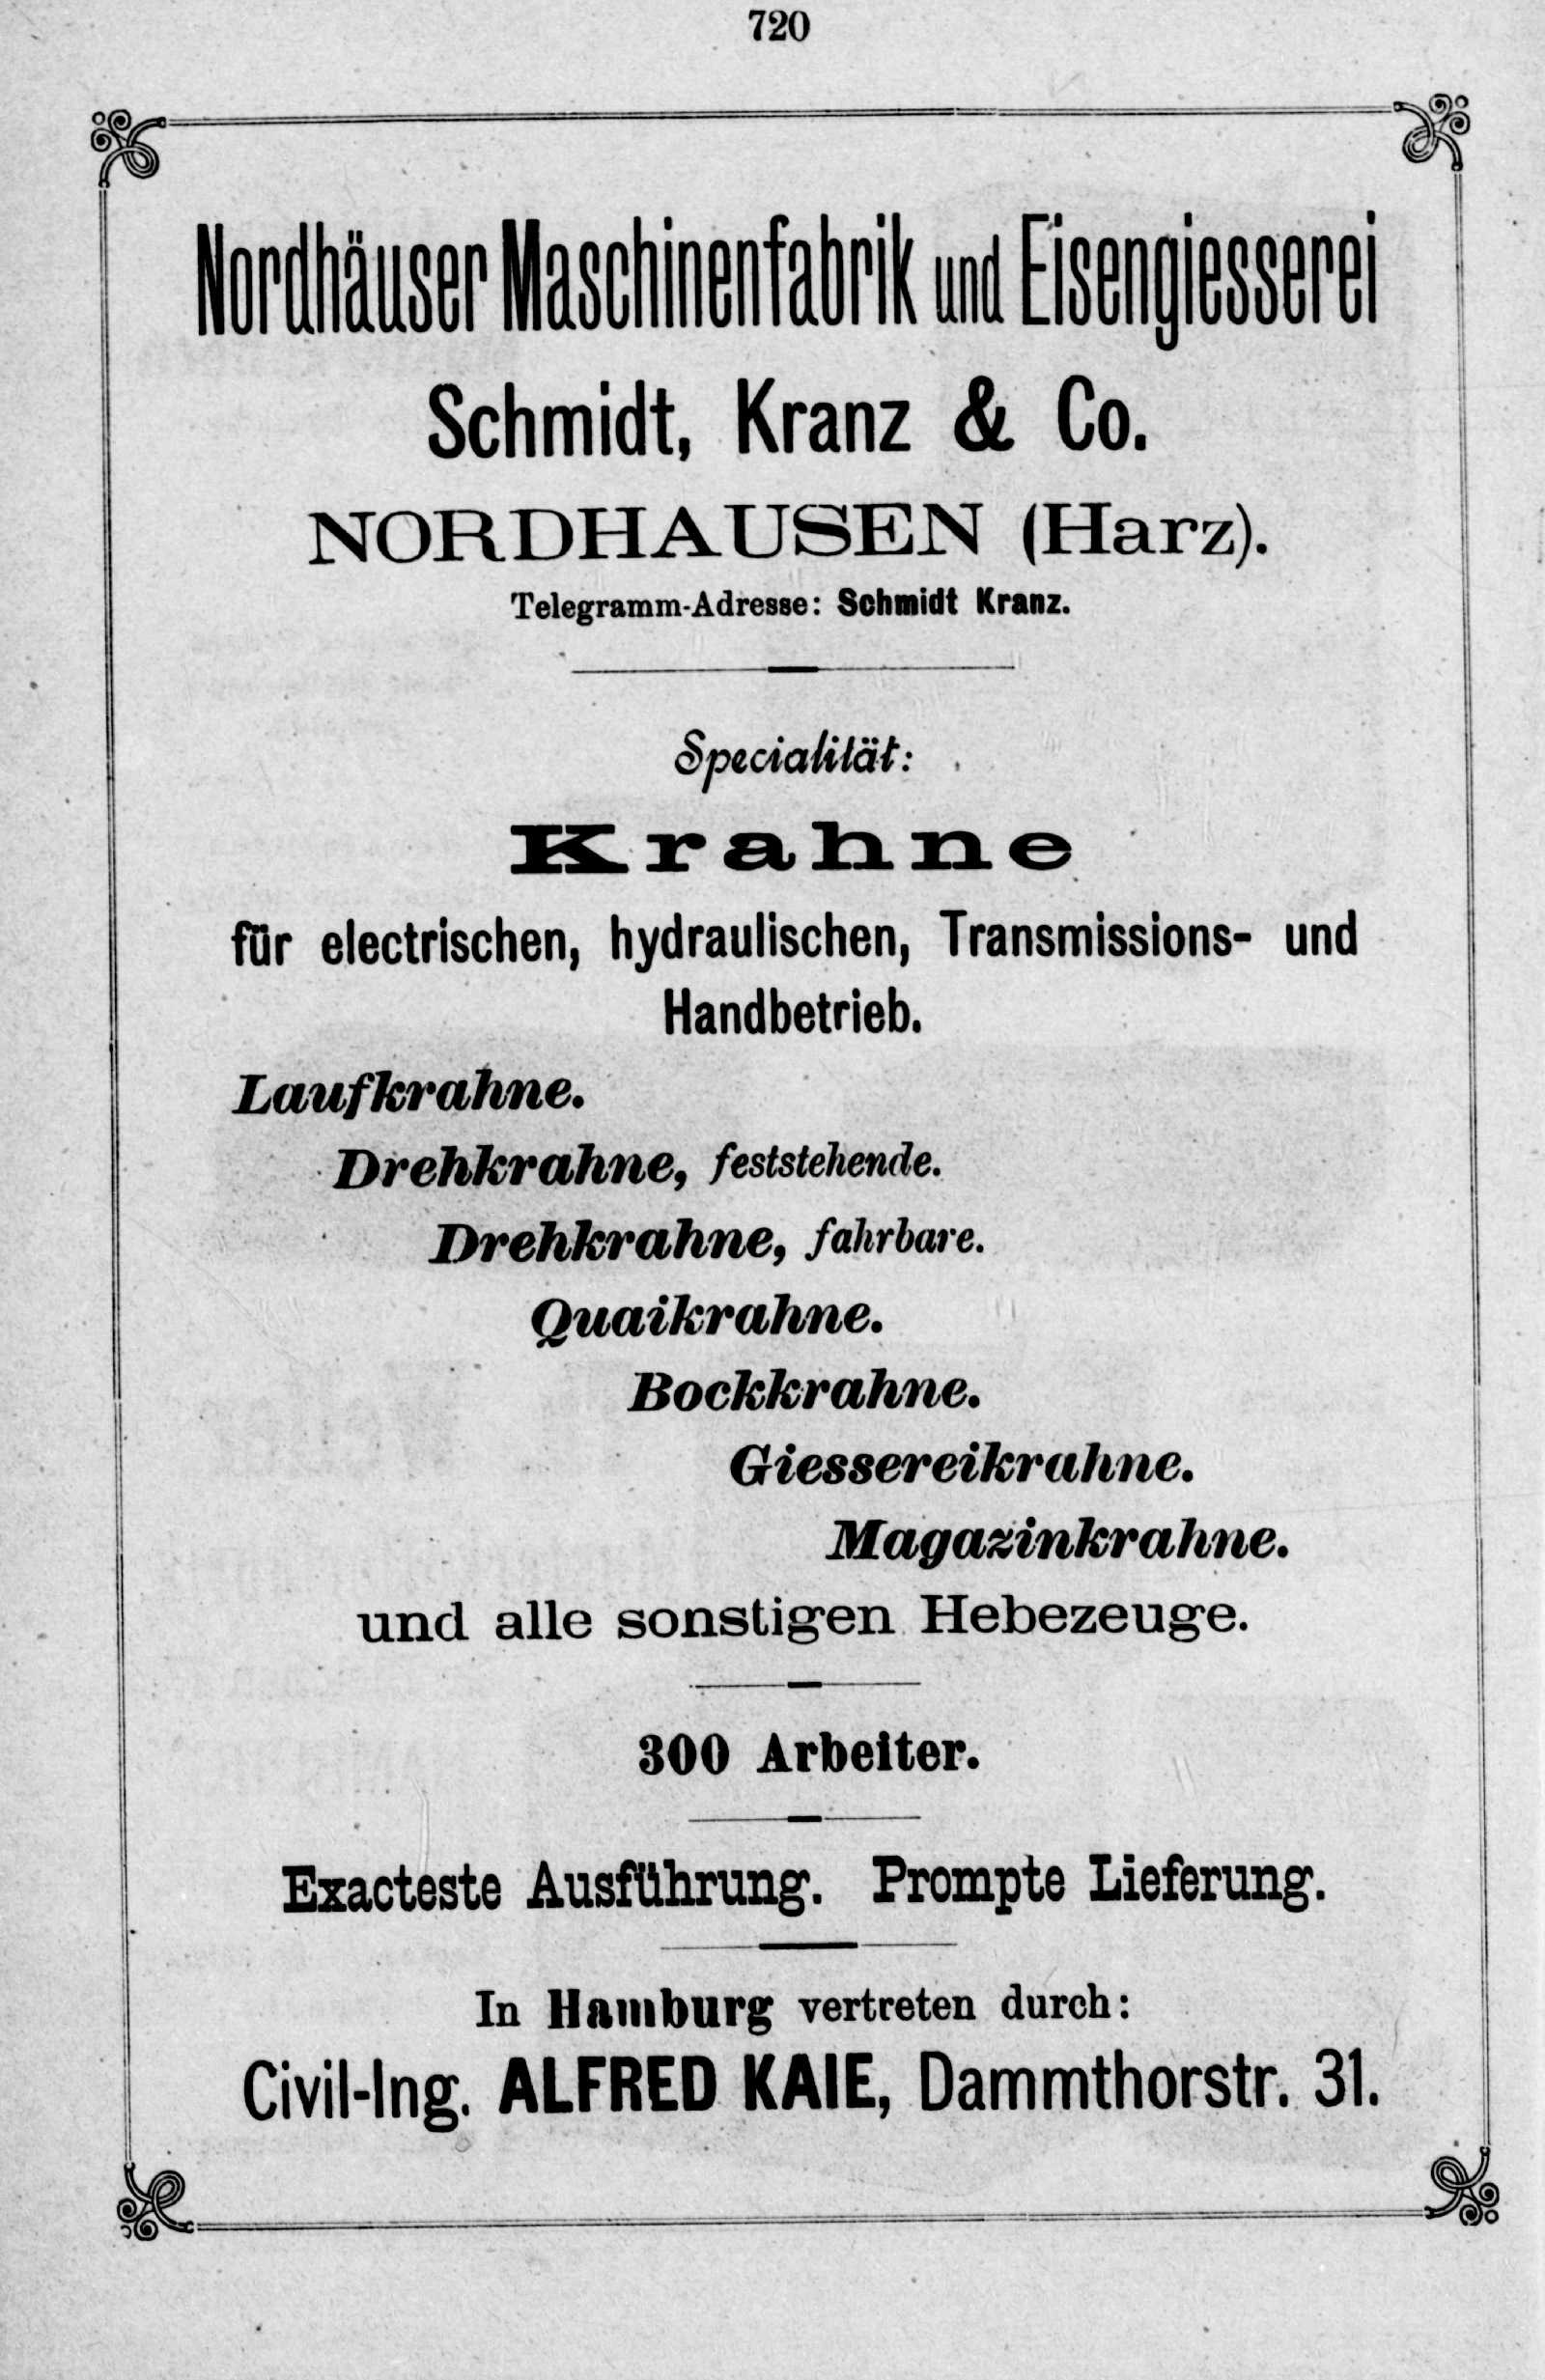 720
Nordhäuser Maschinenfabrik und Eisengiesserei
Schmidt, Kranz & Co.
NORDHAUSEN (Harz).
Telegramm-Adresse: Schmidt Kranz.
Specialität:
Krahne
für electrischen, hydraulischen, Transmissions- und
Handbetrieb.
Laufkrahne.
Drehkrahne, feststehende.
Drehkrahne, fahrbare.
Quaikrahne.
Bockkrahne.
Giessereikrahne.
Magazinkrahne.
und alle sonstigen Hebezeuge.
300 Arbeiter.
Exacteste Ausführung. Prompte Lieferung.
In Hamburg vertreten durch:
Civil-Ing. ALFRED KAIE, Dammthorstr. 31.